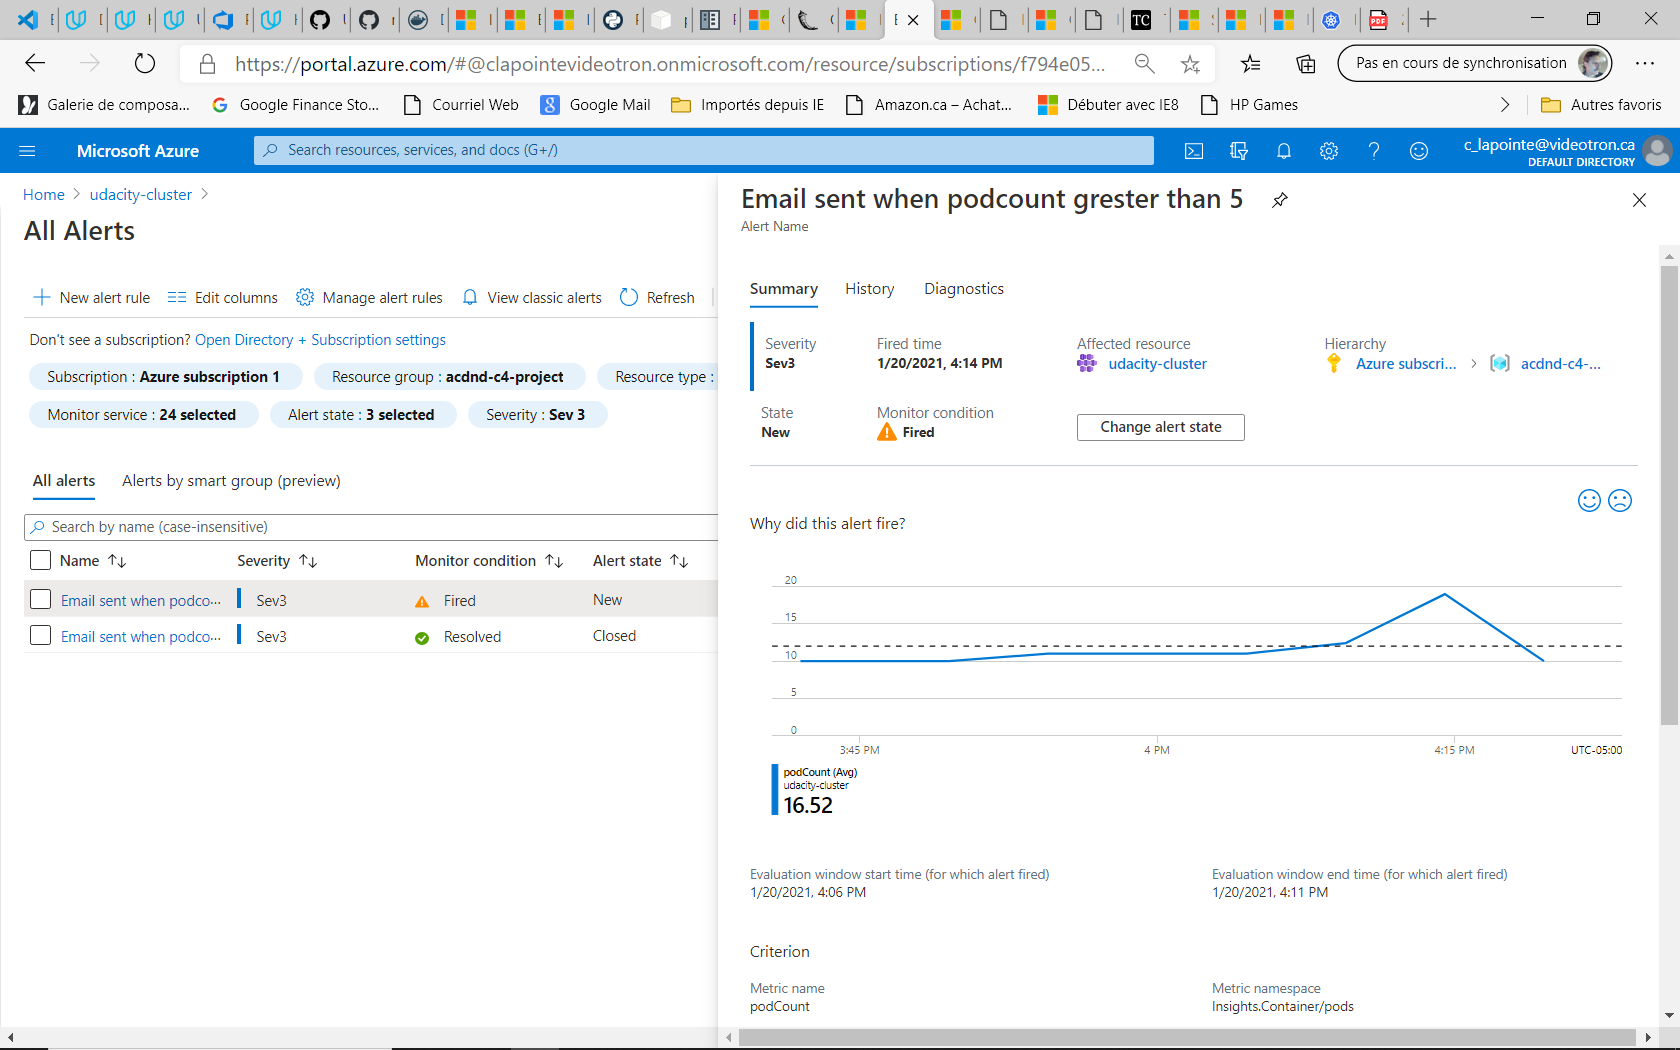 https://portal.azure.com/#@clapointevideotron.onmicrosoft.com/resource/subscriptions/f794e05...
Pas en cours de synchronisation
Galerie de composa...
Google Finance Sto...
Courriel Web
Google Mail
Importés depuis IE
Amazon.ca – Achat...
Débuter avec IE8
HP Games
Autres favoris
Microsoft Azure
Search resources, services, and docs (G+/)
c_lapointe@videotron.ca
DEFAULT DIRECTORY
Home > udacity-cluster >
All Alerts
New alert rule
Edit columns
Manage alert rules
View classic alerts
Refresh
Don't see a subscription? Open Directory + Subscription settings
Subscription : Azure subscription 1
Resource group : acdnd-c4-project
Resource type :
Monitor service : 24 selected
Alert state : 3 selected
Severity : Sev 3
All alerts
Alerts by smart group (preview)
Search by name (case-insensitive)
Name
Severity
Monitor condition
Alert state
Email sent when podco...
Sev3
Fired
New
Email sent when podco...
Sev3
Resolved
Closed
Email sent when podcount grester than 5
Alert Name
Summary
History
Diagnostics
Severity
Sev3
Fired time
1/20/2021, 4:14 PM
Affected resource
udacity-cluster
Hierarchy
Azure subscri... > acdnd-c4-...
State
New
Monitor condition
Fired
Change alert state
Why did this alert fire?
20
15
10
5
0
3:45 PM
4 PM
4:15 PM
UTC-05:00
podCount (Avg)
udacity-cluster
16.52
Evaluation window start time (for which alert fired)
1/20/2021, 4:06 PM
Evaluation window end time (for which alert fired)
1/20/2021, 4:11 PM
Criterion
Metric name
podCount
Metric namespace
Insights.Container/pods